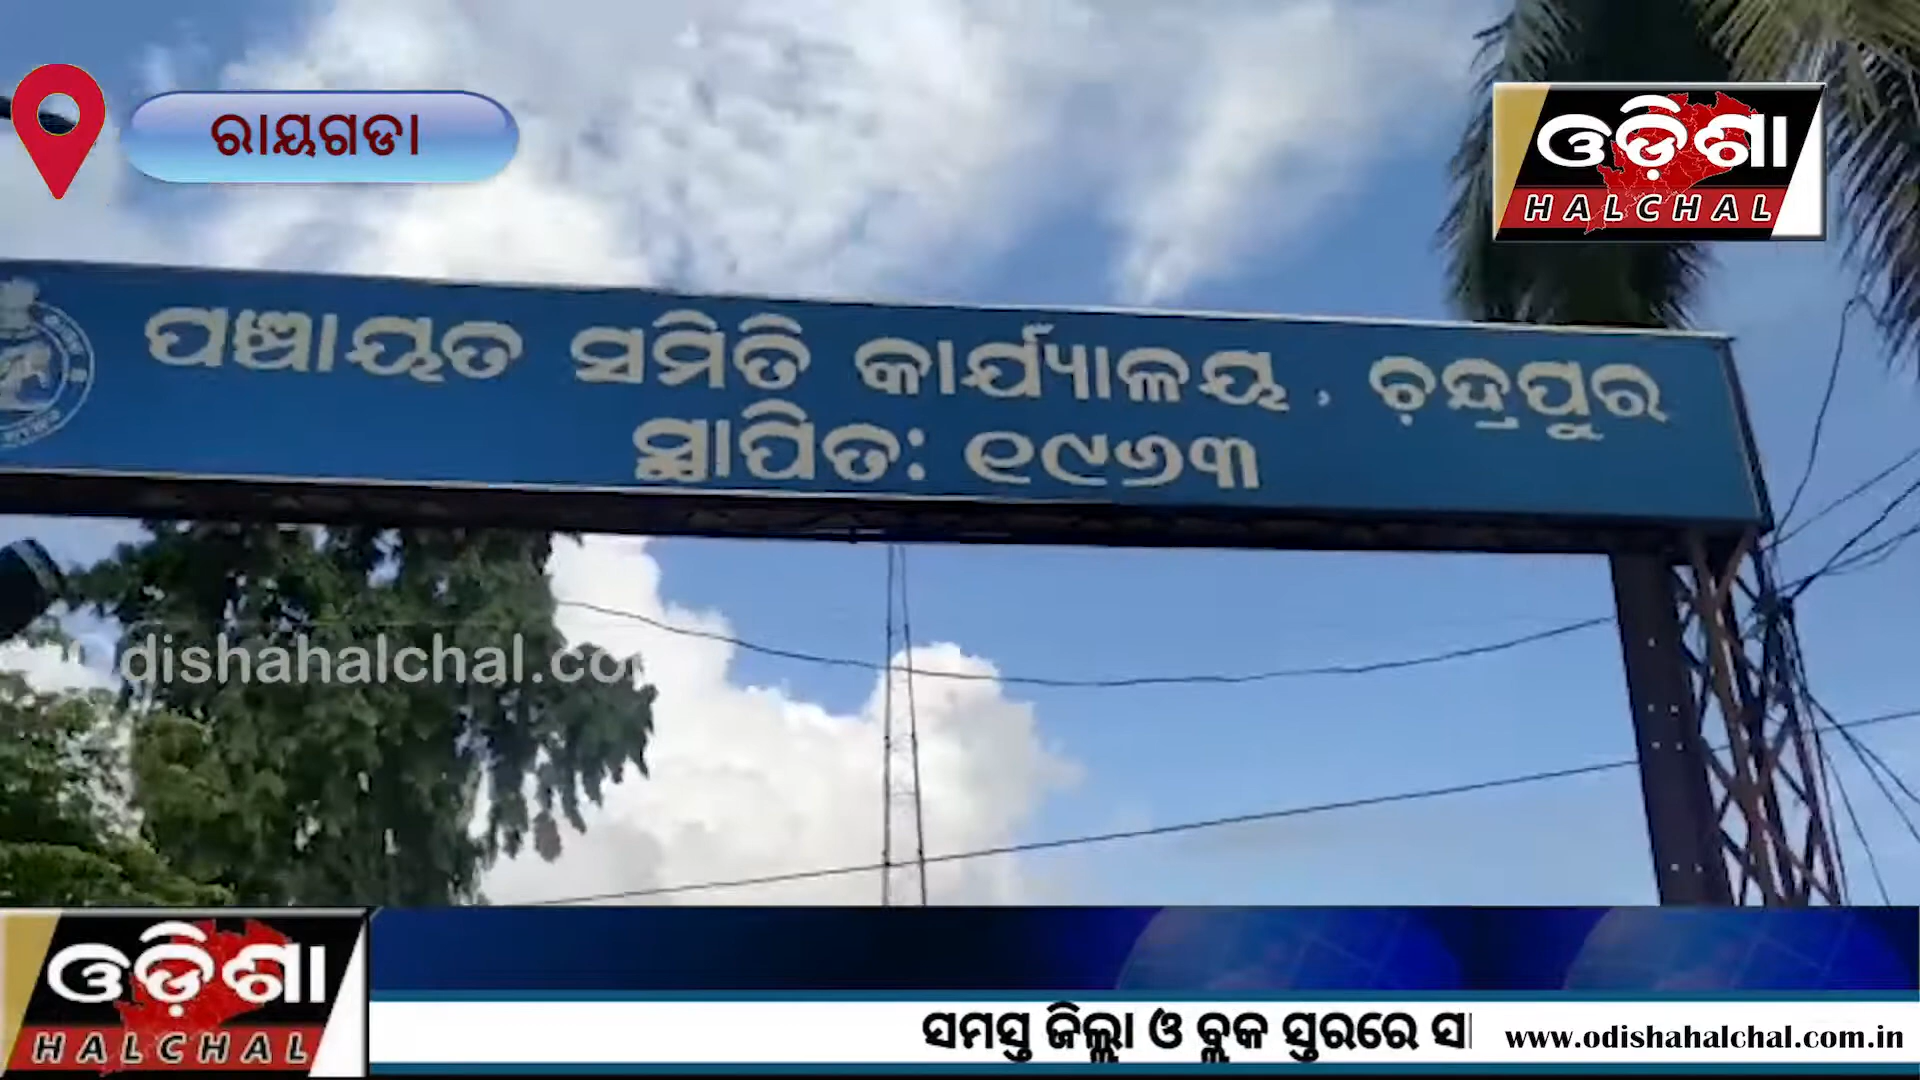 ରାୟଗଡା
ଓଡ଼ିଶା
HALCHAL
ପଞ୍ଚାୟତ ସମିତି କାର୍ଯ୍ୟାଳୟ, ଚନ୍ଦ୍ରପୁର
ସ୍ଥାପିତ: ୧୯୬୩
dishahalchal.co
ଓଡ଼ିଶା
HALCHAL
ସମସ୍ତ ଜିଲ୍ଲା ଓ ବ୍ଲକ ସ୍ତରରେ
www.odishahalchal.com.in